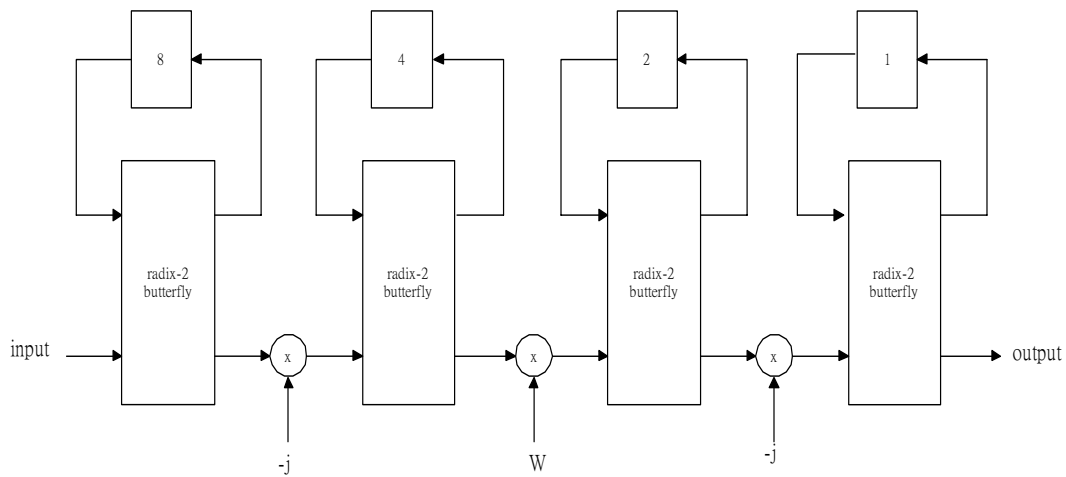 8
4
2
1
radix-2
butterfly
radix-2
butterfly
radix-2
butterfly
radix-2
butterfly
input
x
x
x
output
-j
W
-j